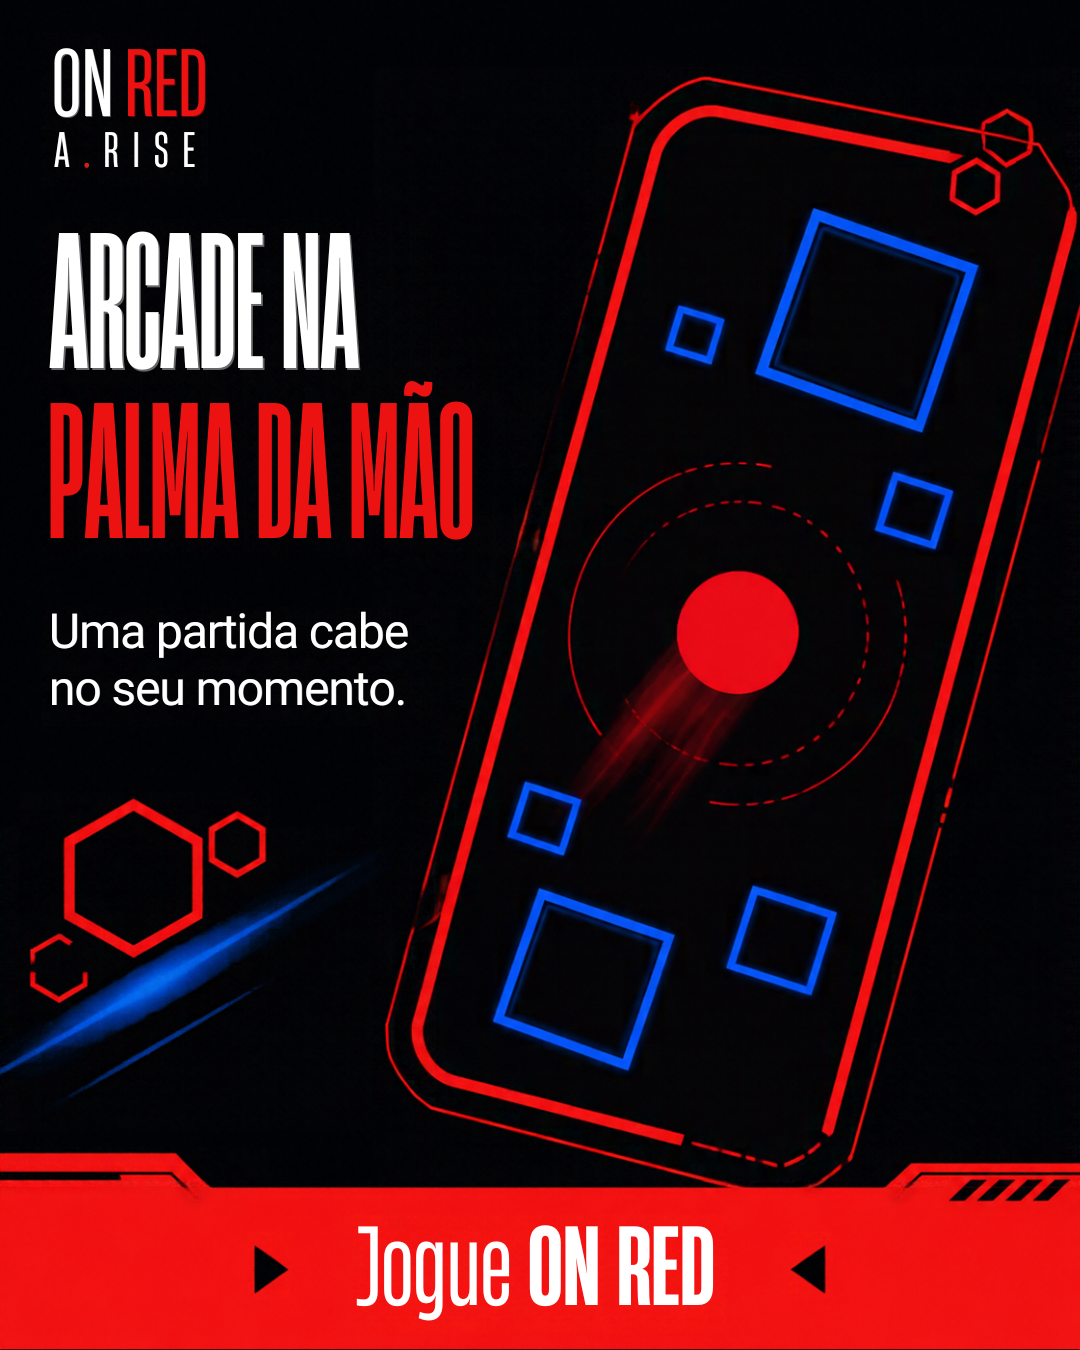 ON RED
A.RISE
ARCADE NA
PALMA DA MÃO
Uma partida cabe
no seu momento.
Jogue ON RED